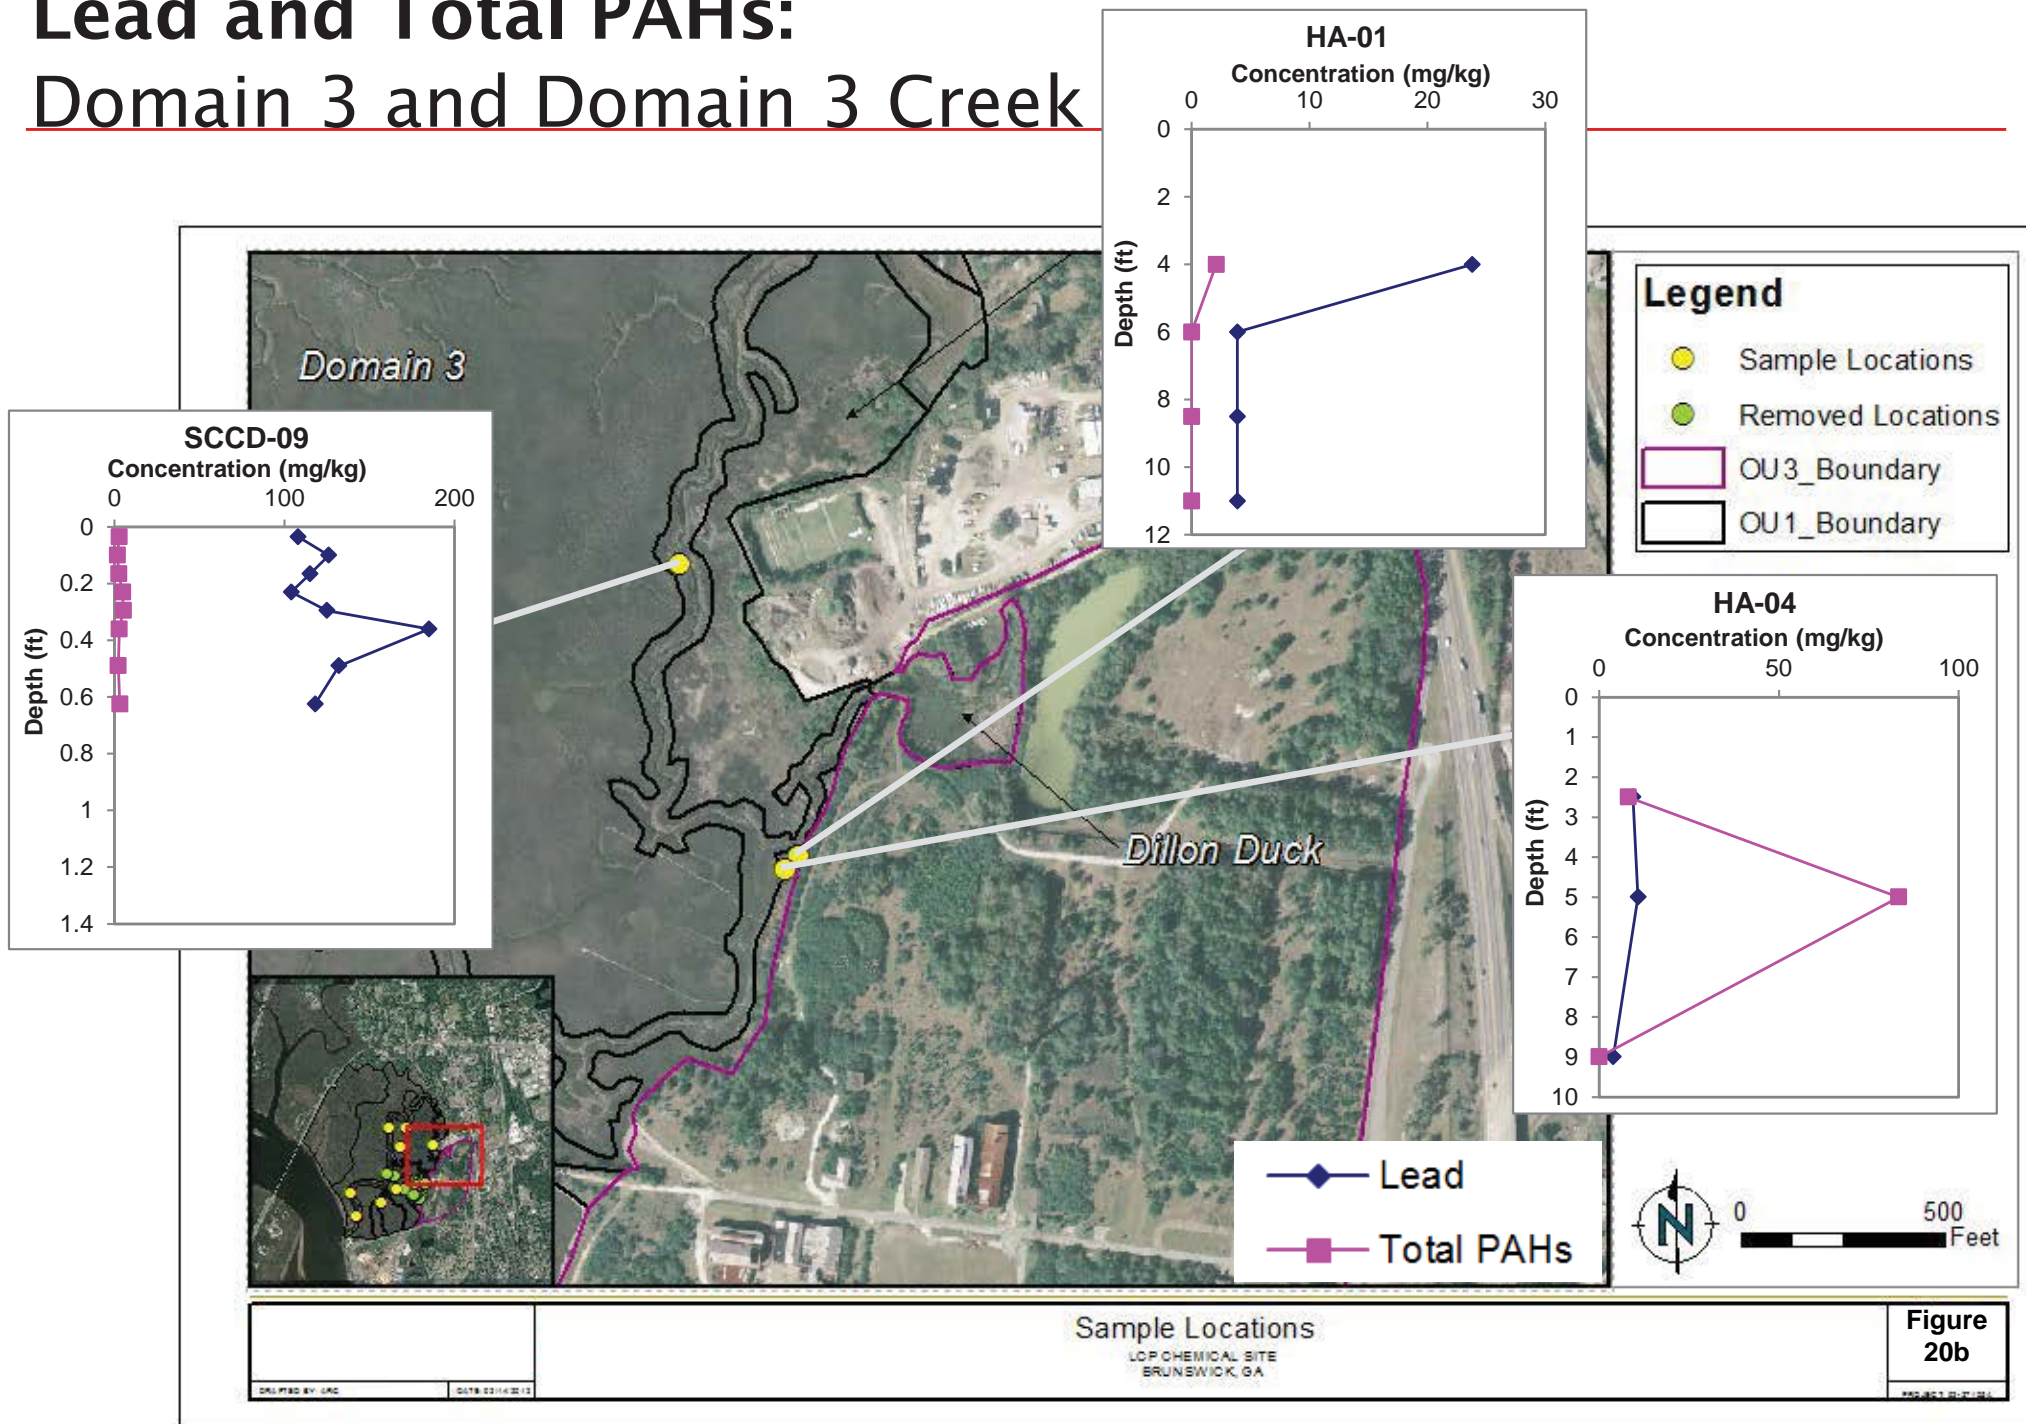 Lead and Total PAHs:
Domain 3 and Domain 3 Creek
HA-01
Concentration (mg/kg)
0 10 20 30
Depth (ft)
0
2
4
6
8
10
12
Domain 3
Legend
Sample Locations
Removed Locations
OU3_Boundary
OU1_Boundary
SCCD-09
Concentration (mg/kg)
0 100 200
Depth (ft)
0
0.2
0.4
0.6
0.8
1
1.2
1.4
HA-04
Concentration (mg/kg)
0 50 100
Depth (ft)
0
1
2
3
4
5
6
7
8
9
10
Dillon Duck
Lead
Total PAHs
N
0 500
Feet
Sample Locations
LCP CHEMICAL SITE
BRUNSWICK, GA
Figure
20b
DRAFTED BY: ARC